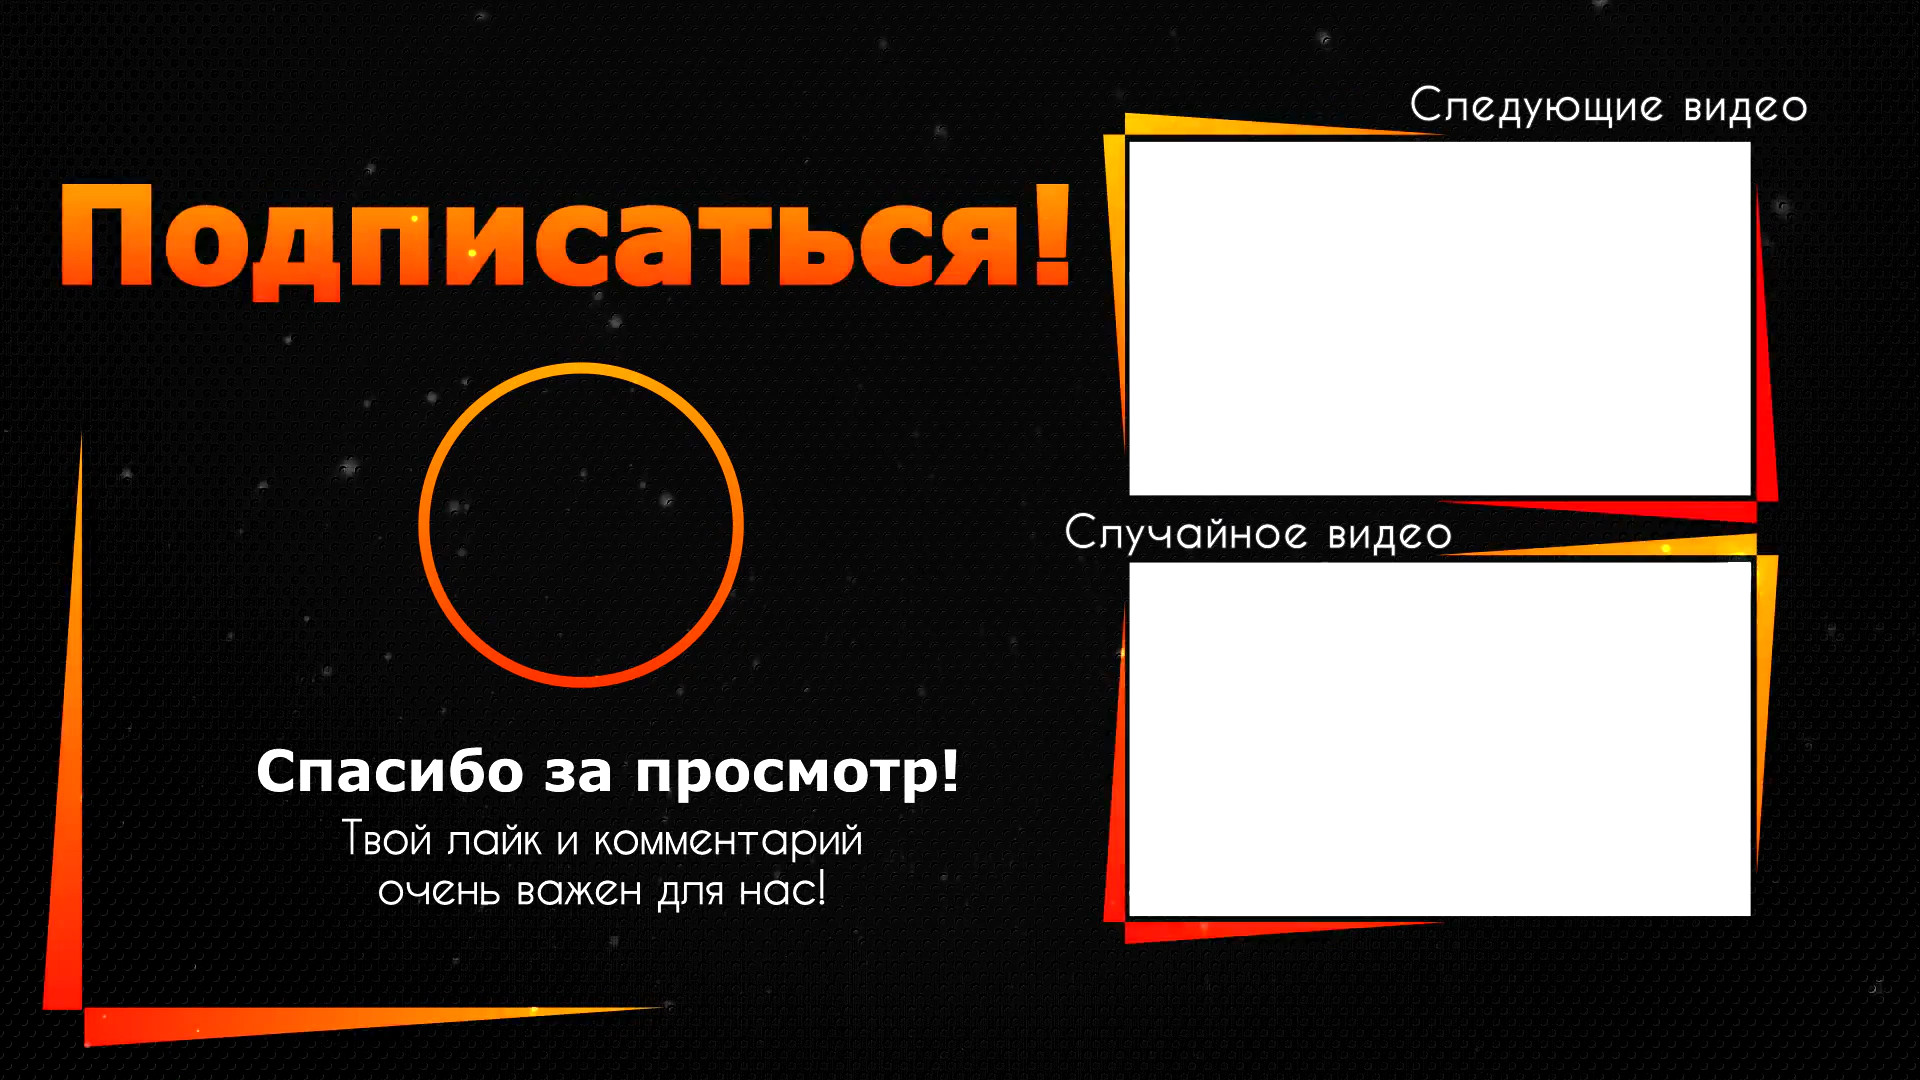 Подписаться!
Спасибо за просмотр!
Твой лайк и комментарий
очень важен для нас!
Следующие видео
Случайное видео